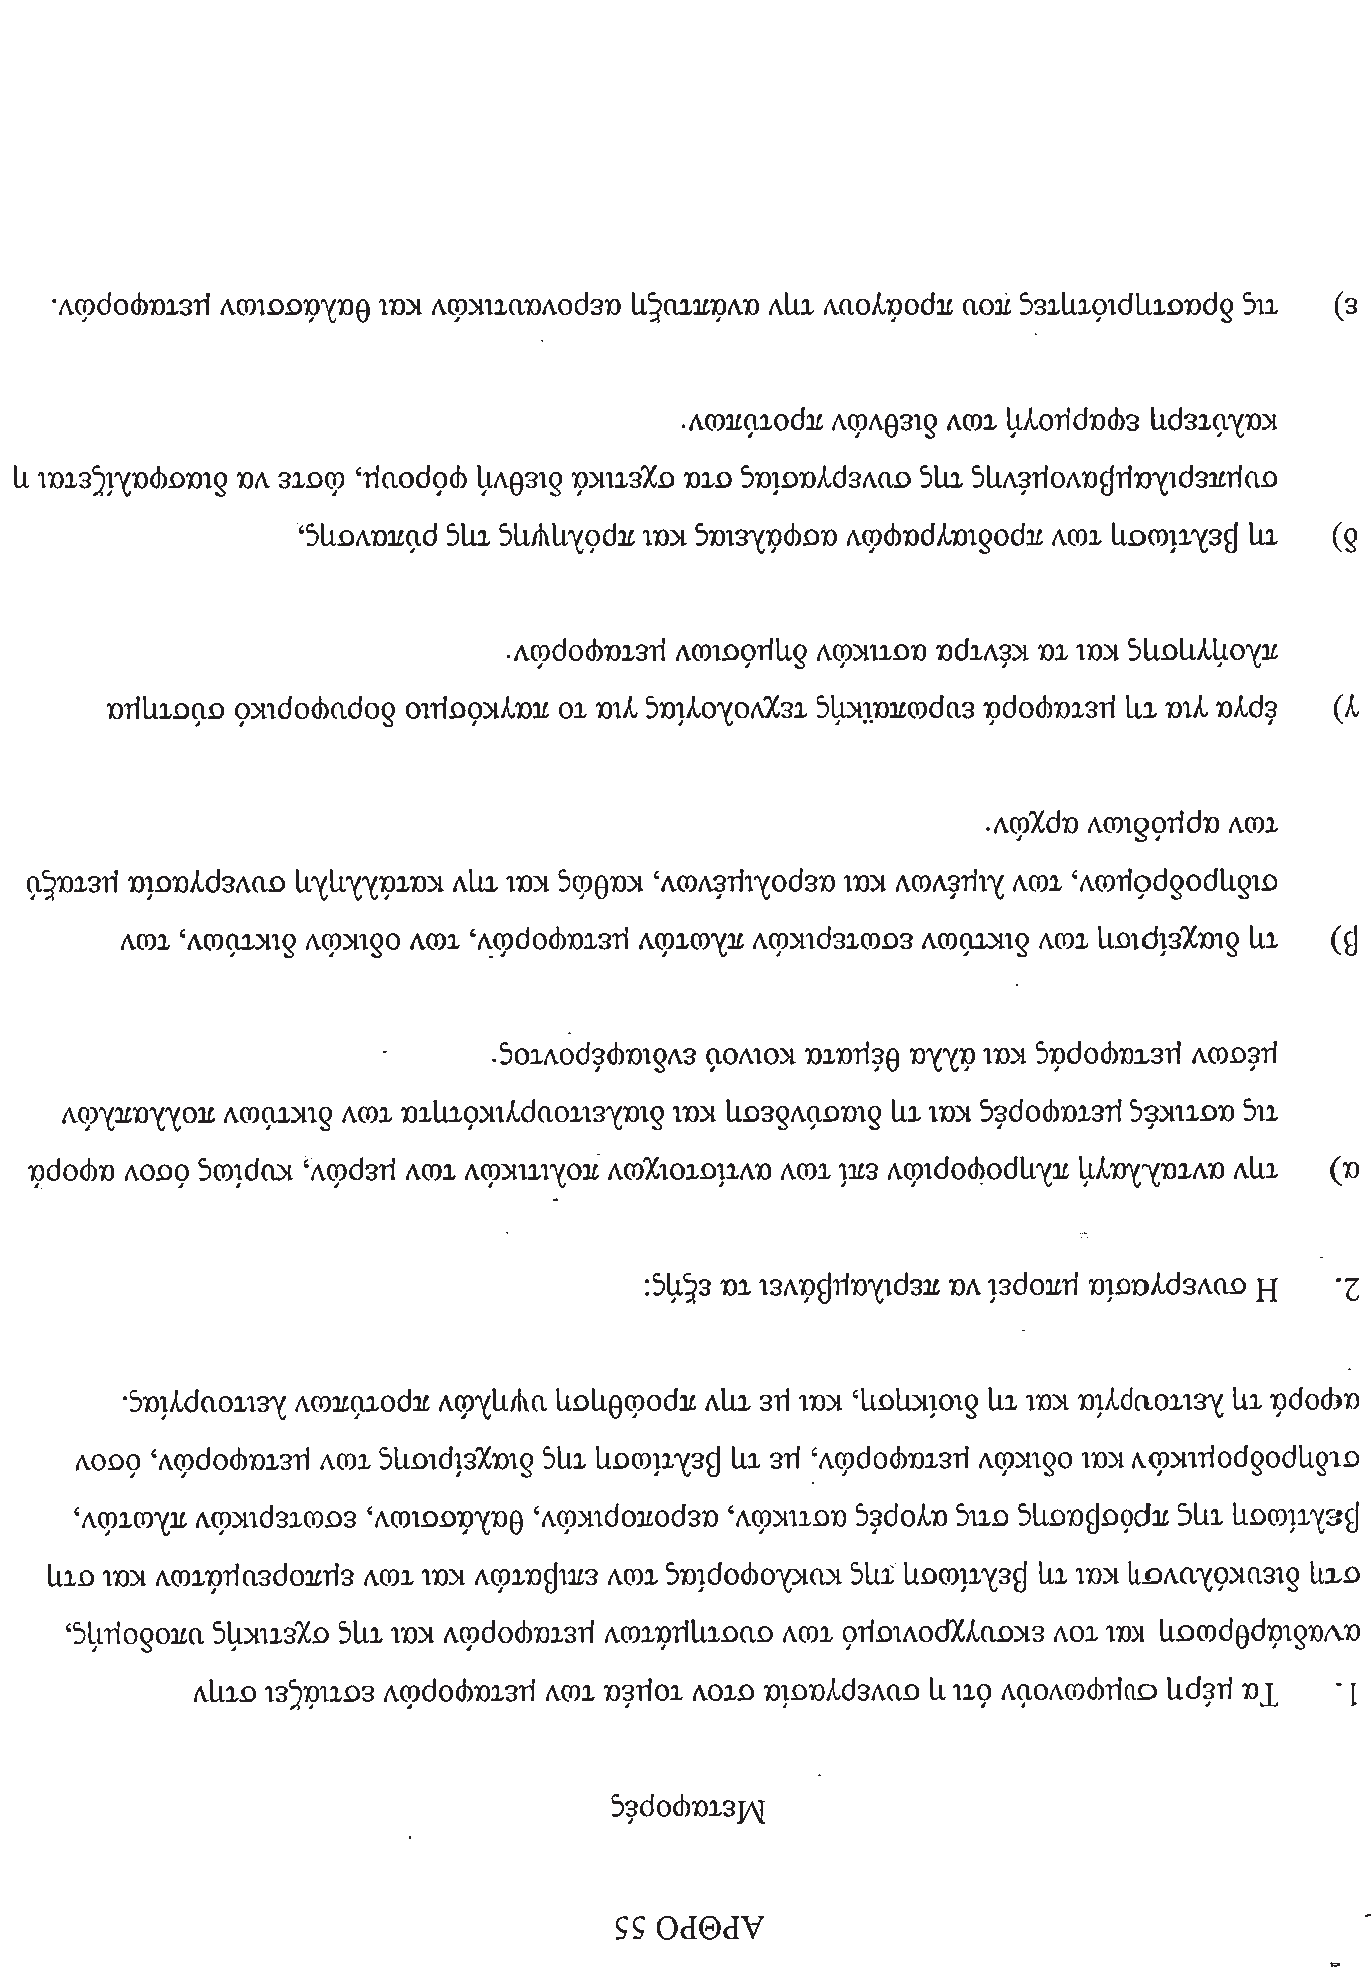 ΑΡΘΡΟ 55
Μεταφορές
1. Τα μέρη συμφωνούν ότι η συνεργασία στον τομέα των μεταφορών εστιάζει στην
αναδιάρθρωση και τον εκσυγχρονισμό των συστημάτων μεταφορών και της σχετικής υποδομής,
στη διευκόλυνση και τη βελτίωση της κυκλοφορίας των επιβατών και των εμπορευμάτων και στη
βελτίωση της πρόσβασης στις αγορές αστικών, αεροπορικών, θαλάσσιων, εσωτερικών πλωτών,
σιδηροδρομικών και οδικών μεταφορών, με τη βελτίωση της διαχείρισης των μεταφορών, όσον
αφορά τη λειτουργία και τη διοίκηση, και με την προώθηση υψηλών προτύπων λειτουργίας.
2. Η συνεργασία μπορεί να περιλαμβάνει τα εξής:
α) την ανταλλαγή πληροφοριών επί των αντίστοιχων πολιτικών των μερών, κυρίως όσον αφορά
τις αστικές μεταφορές και τη διασύνδεση και διαλειτουργικότητα των δικτύων πολλαπλών
μέσων μεταφοράς και άλλα θέματα κοινού ενδιαφέροντος·
β) τη διαχείριση των δικτύων εσωτερικών πλωτών μεταφορών, των οδικών δικτύων, των
σιδηροδρόμων, των λιμένων και αερολιμένων, καθώς και την κατάλληλη συνεργασία μεταξύ
των αρμόδιων αρχών·
γ) έργα για τη μεταφορά ευρωπαϊκής τεχνολογίας για το παγκόσμιο δορυφορικό σύστημα
πλοήγησης και τα κέντρα αστικών δημόσιων μεταφορών·
δ) τη βελτίωση των προδιαγραφών ασφάλειας και πρόληψης της ρύπανσης,
συμπεριλαμβανομένης της συνεργασίας στα σχετικά διεθνή φόρουμ, ώστε να διασφαλίζεται η
καλύτερη εφαρμογή των διεθνών προτύπων·
ε) τις δραστηριότητες που προάγουν την ανάπτυξη αεροναυτικών και θαλάσσιων μεταφορών.